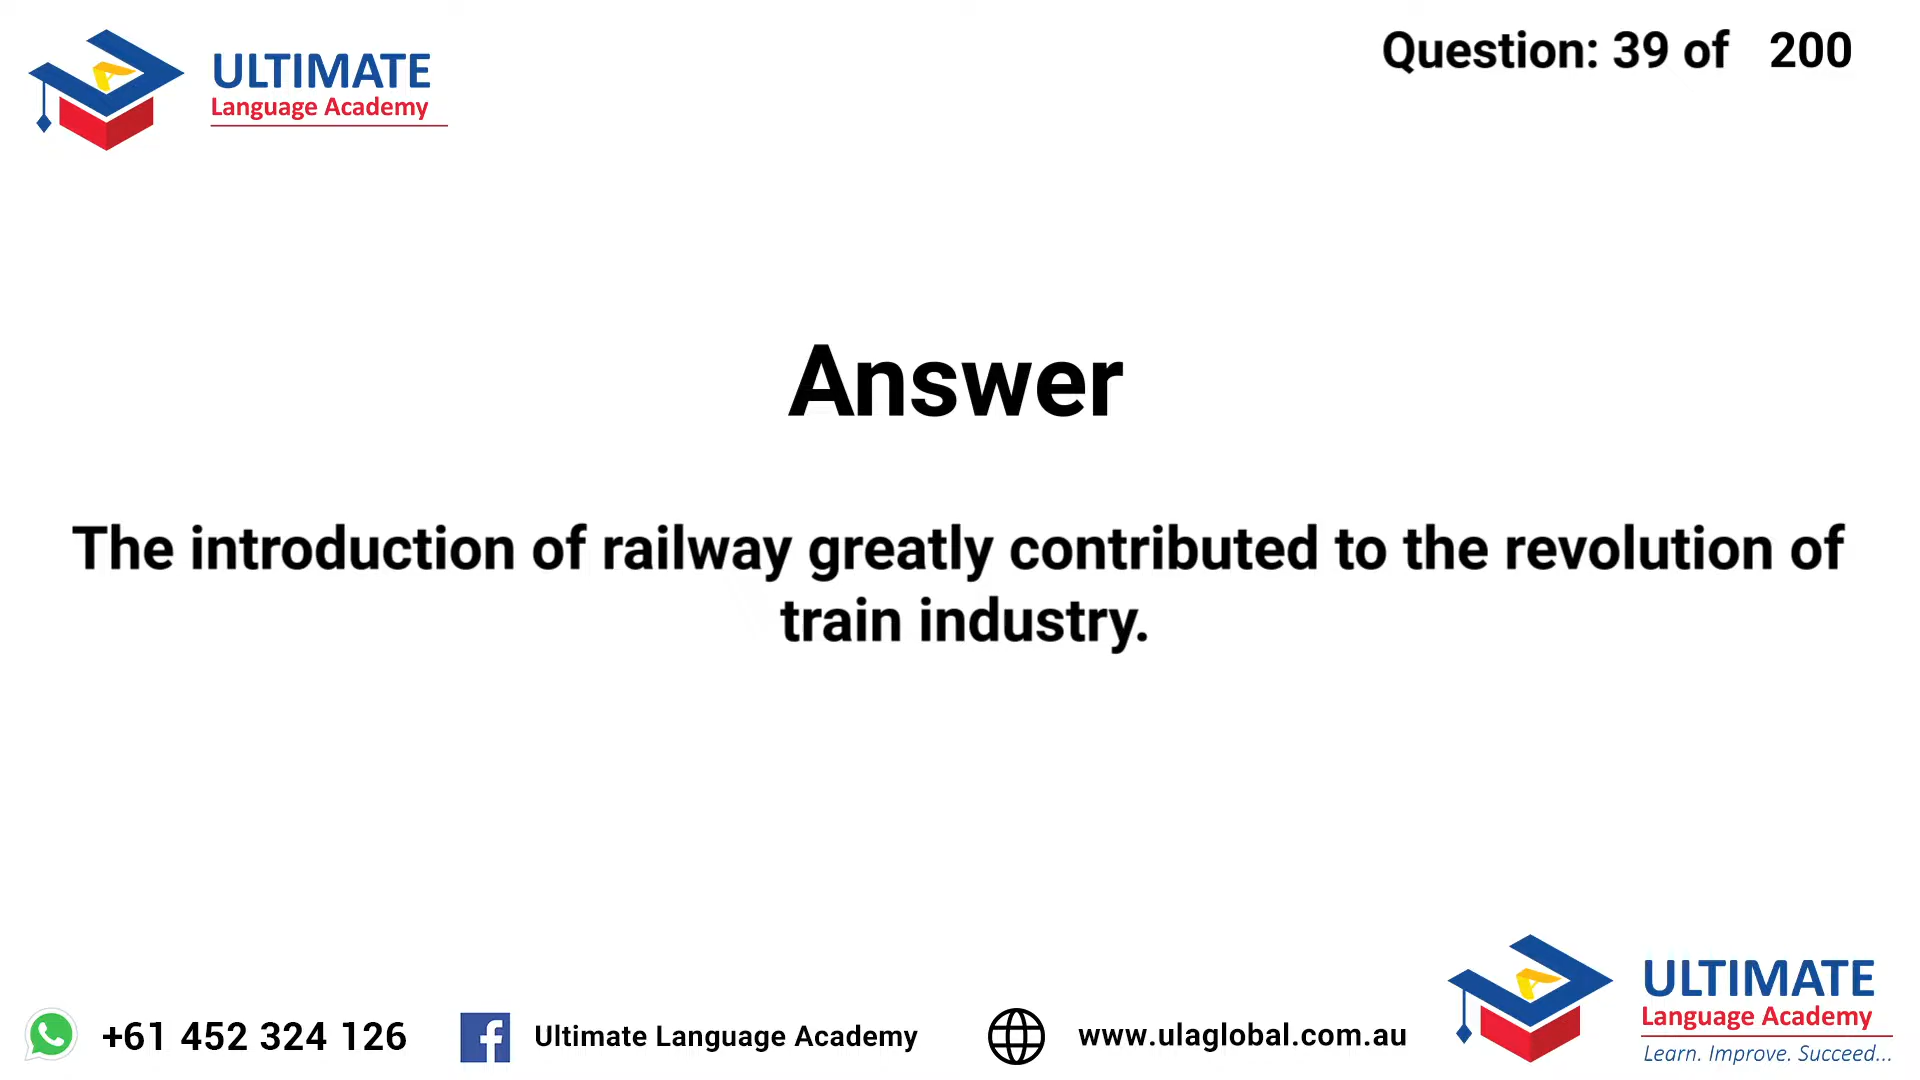 ULTIMATE
Language Academy
Question: 39 of 200
Answer
The introduction of railway greatly contributed to the revolution of
train industry.
+61 452 324 126
Ultimate Language Academy
www.ulaglobal.com.au
ULTIMATE
Language Academy
Learn. Improve. Succeed...